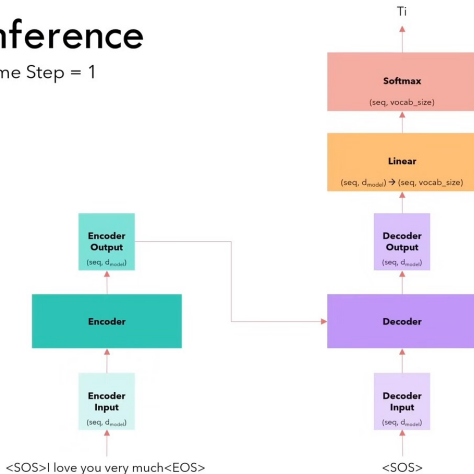 nference
me Step = 1
Ti
Softmax
(seq, vocab_size)
Linear
(seq, dmodel) → (seq, vocab_size)
Encoder
Output
(seq, dmodel)
Decoder
Output
(seq, dmodel)
Encoder
Decoder
Encoder
Input
(seq, dmodel)
Decoder
Input
(seq, dmodel)
<SOS>I love you very much<EOS>
<SOS>